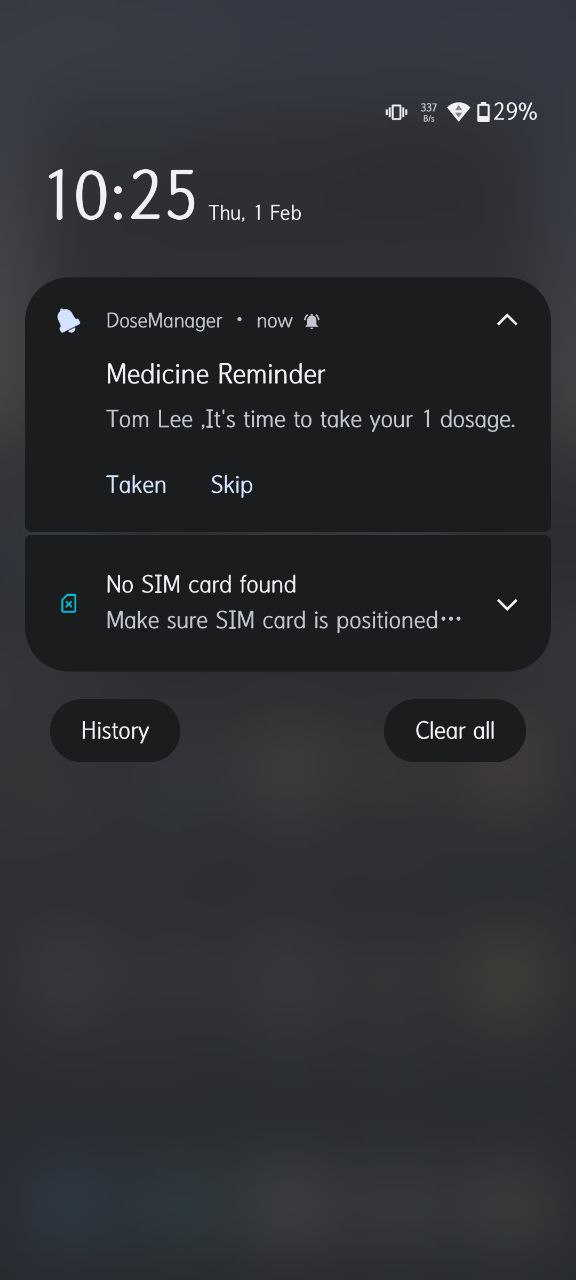 337
B/s
29%
10:25 Thu, 1 Feb
DoseManager • now
Medicine Reminder
Tom Lee ,It's time to take your 1 dosage.
Taken Skip
No SIM card found
Make sure SIM card is positioned···
History Clear all